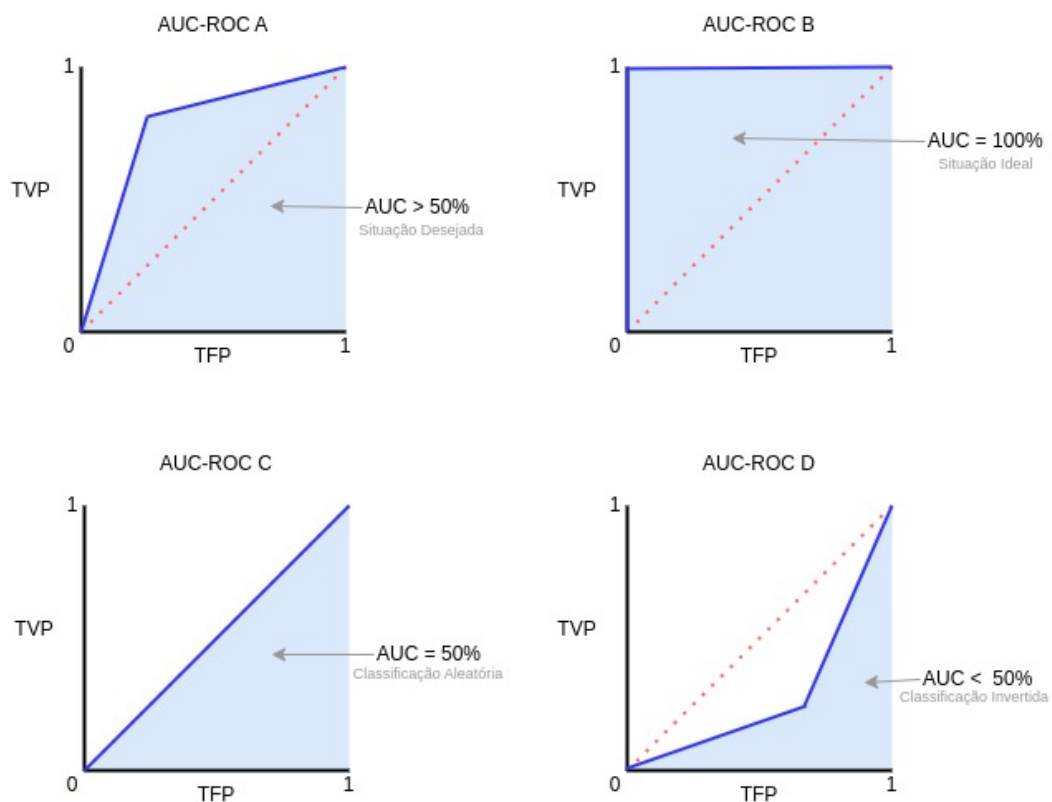 AUC-ROC A
1
TVP
AUC > 50%
Situação Desejada
0
TFP
1
AUC-ROC B
1
TVP
AUC = 100%
Situação Ideal
0
TFP
1
AUC-ROC C
1
TVP
AUC = 50%
Classificação Aleatória
0
TFP
1
AUC-ROC D
1
TVP
AUC < 50%
Classificação Invertida
0
TFP
1